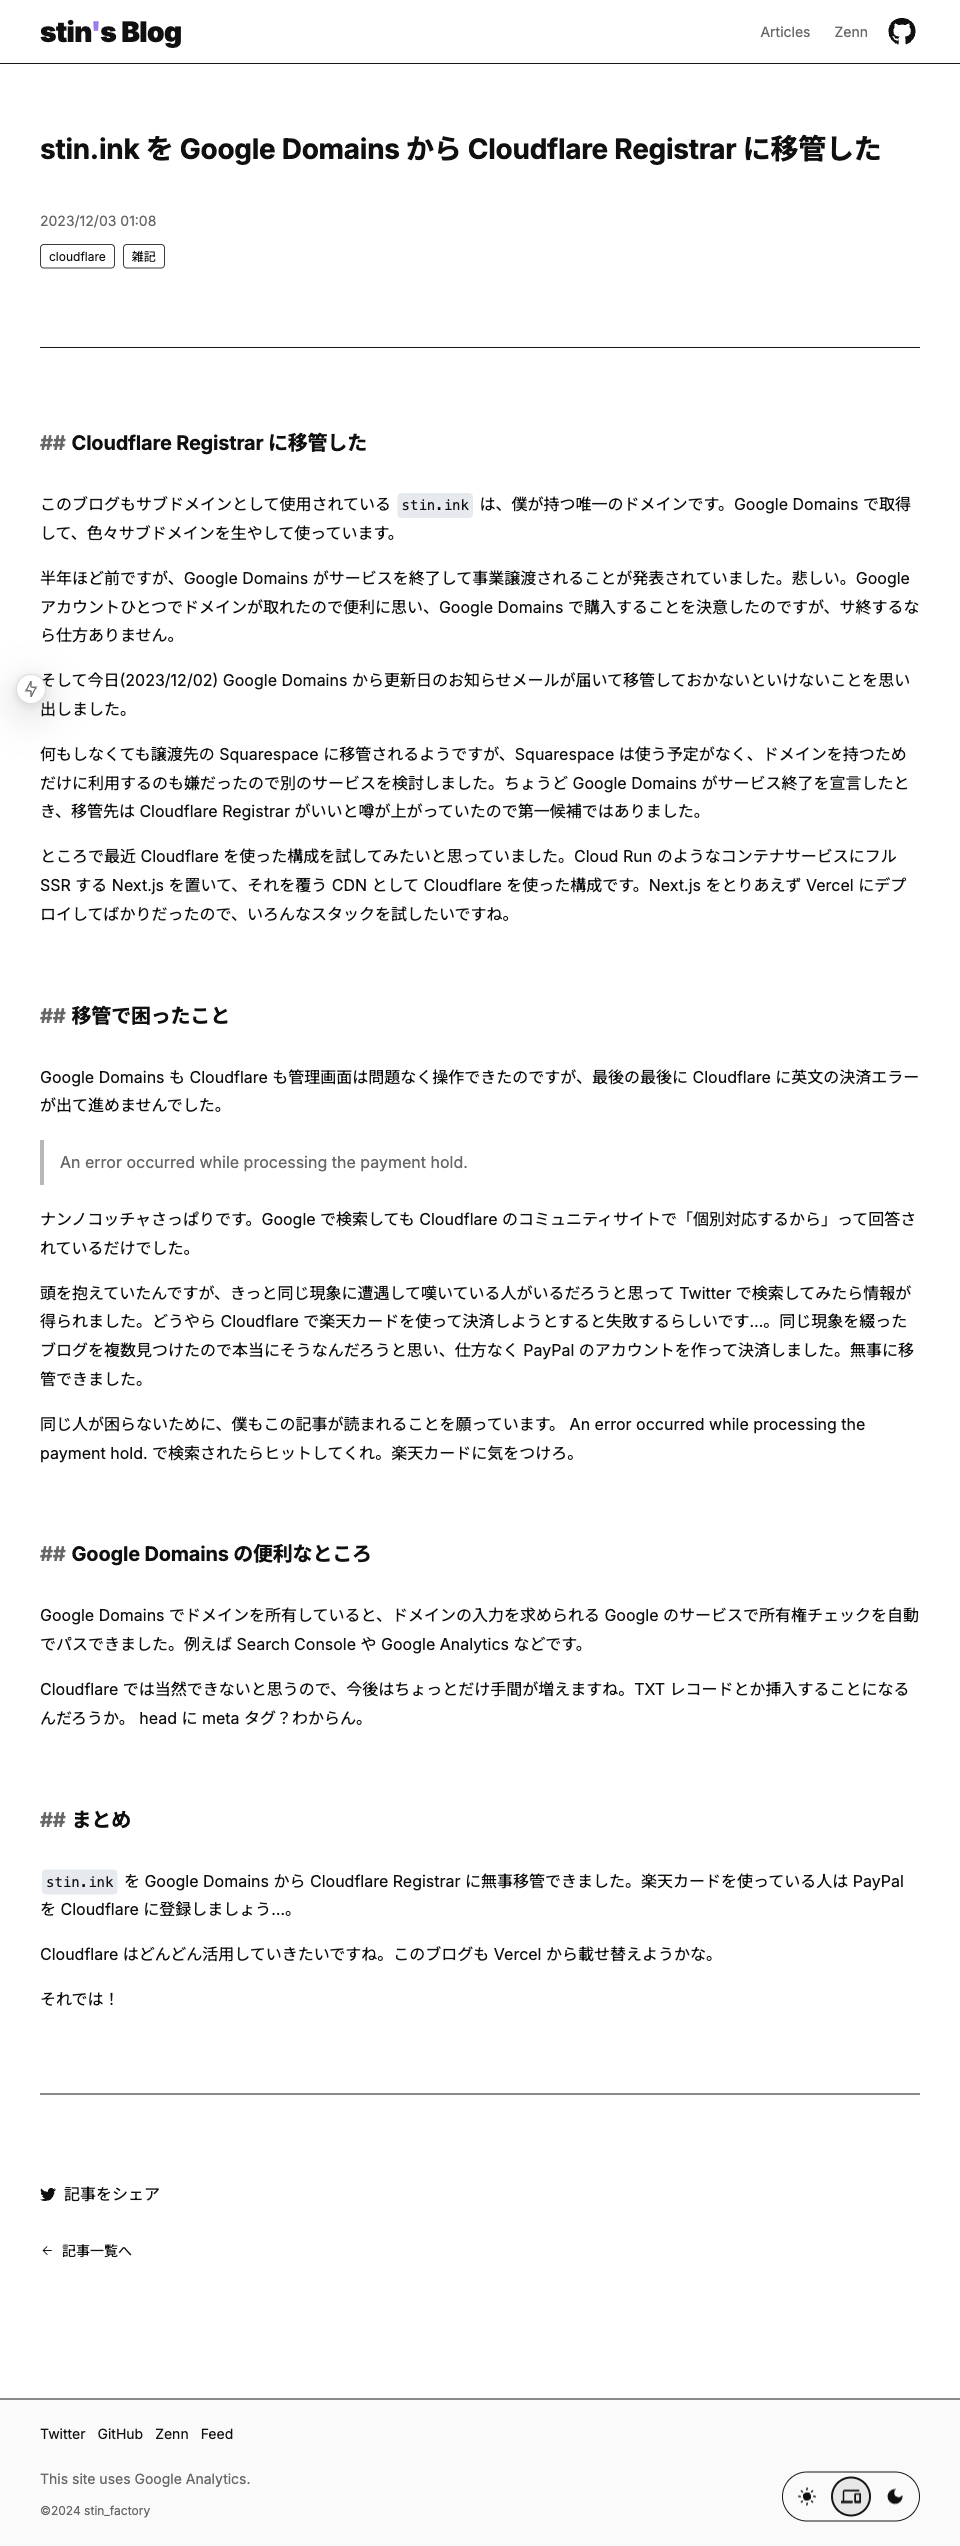 stin's Blog
Articles Zenn
stin.ink を Google Domains から Cloudflare Registrar に移管した
2023/12/03 01:08
cloudflare 雑記
## Cloudflare Registrar に移管した
このブログもサブドメインとして使用されている stin.ink は、僕が持つ唯一のドメインです。Google Domains で取得
して、色々サブドメインを生やして使っています。
半年ほど前ですが、Google Domains がサービスを終了して事業譲渡されることが発表されていました。悲しい。Google
アカウントひとつでドメインが取れたので便利に思い、Google Domains で購入することを決意したのですが、サ終するな
ら仕方ありません。
そして今日(2023/12/02) Google Domains から更新日のお知らせメールが届いて移管しておかないといけないことを思い
出しました。
何もしなくても譲渡先の Squarespace に移管されるようですが、Squarespace は使う予定がなく、ドメインを持つため
だけに利用するのも嫌だったので別のサービスを検討しました。ちょうど Google Domains がサービス終了を宣言したと
き、移管先は Cloudflare Registrar がいいと噂が上がっていたので第一候補ではありました。
ところで最近 Cloudflare を使った構成を試してみたいと思っていました。Cloud Run のようなコンテナサービスにフル
SSR する Next.js を置いて、それを覆う CDN として Cloudflare を使った構成です。Next.js をとりあえず Vercel にデプ
ロイしてばかりだったので、いろんなスタックを試したいですね。
## 移管で困ったこと
Google Domains も Cloudflare も管理画面は問題なく操作できたのですが、最後の最後に Cloudflare に英文の決済エラー
が出て進めませんでした。
An error occurred while processing the payment hold.
ナンノコッチャさっぱりです。Google で検索しても Cloudflare のコミュニティサイトで「個別対応するから」って回答さ
れているだけでした。
頭を抱えていたんですが、きっと同じ現象に遭遇して嘆いている人がいるだろうと思って Twitter で検索してみたら情報が
得られました。どうやら Cloudflare で楽天カードを使って決済しようとすると失敗するらしいです…。同じ現象を綴った
ブログを複数見つけたので本当にそうなんだろうと思い、仕方なく PayPal のアカウントを作って決済しました。無事に移
管できました。
同じ人が困らないために、僕もこの記事が読まれることを願っています。 An error occurred while processing the
payment hold. で検索されたらヒットしてくれ。楽天カードに気をつけろ。
## Google Domains の便利なところ
Google Domains でドメインを所有していると、ドメインの入力を求められる Google のサービスで所有権チェックを自動
でパスできました。例えば Search Console や Google Analytics などです。
Cloudflare では当然できないと思うので、今後はちょっとだけ手間が増えますね。TXT レコードとか挿入することになる
んだろうか。 head に meta タグ？わからん。
## まとめ
stin.ink を Google Domains から Cloudflare Registrar に無事移管できました。楽天カードを使っている人は PayPal
を Cloudflare に登録しましょう…。
Cloudflare はどんどん活用していきたいですね。このブログも Vercel から載せ替えようかな。
それでは！
記事をシェア
← 記事一覧へ
Twitter GitHub Zenn Feed
This site uses Google Analytics.
©2024 stin_factory